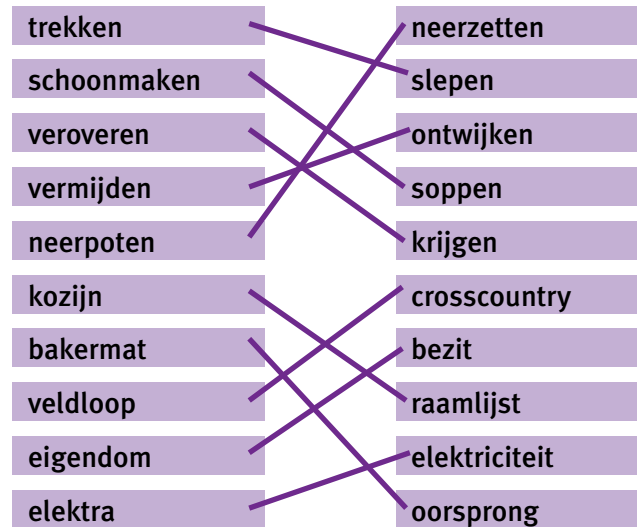 trekken neerzetten
schoonmaken slepen
veroveren ontwijken
vermijden soppen
neerpoten krijgen
kozijn crosscountry
bakermat bezit
veldloop raamlijst
eigendom elektriciteit
elektra oorsprong